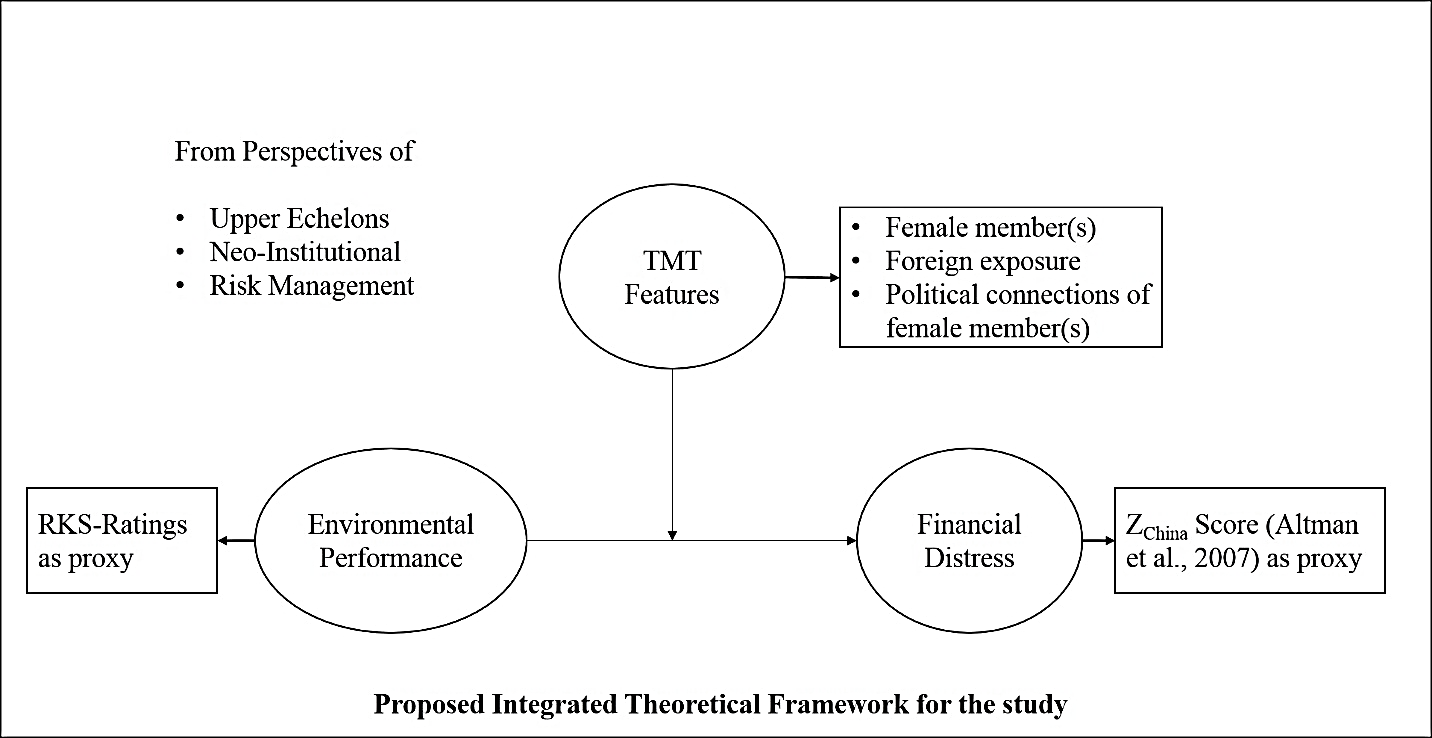 From Perspectives of
• Upper Echelons
• Neo-Institutional
• Risk Management
TMT
Features
• Female member(s)
• Foreign exposure
• Political connections of
female member(s)
RKS-Ratings
as proxy
Environmental
Performance
Financial
Distress
ZChina Score (Altman
et al., 2007) as proxy
Proposed Integrated Theoretical Framework for the study